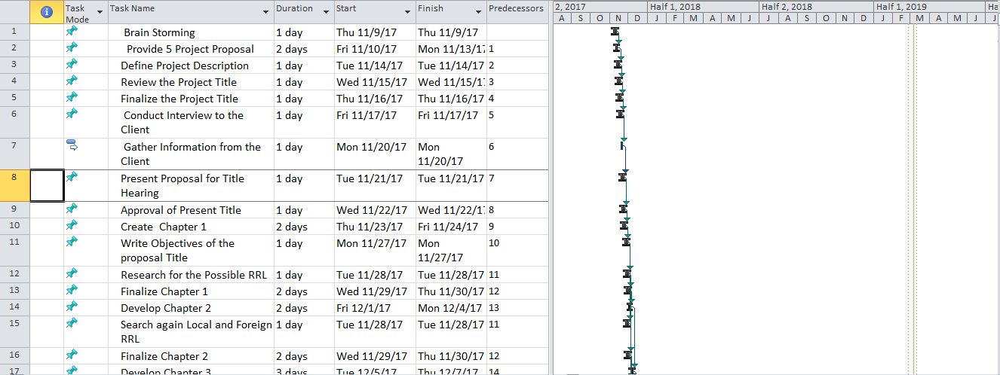 Task Mode Task Name Duration Start Finish Predecessors 2, 2017 Half 1, 2018 Half 2, 2018 Half 1, 2019 Ha
A S O N D J F M A M J J A S O N D J F M A M J J
1 Brain Storming 1 day Thu 11/9/17 Thu 11/9/17
2 Provide 5 Project Proposal 2 days Fri 11/10/17 Mon 11/13/17 1
3 Define Project Description 1 day Tue 11/14/17 Tue 11/14/17 2
4 Review the Project Title 1 day Wed 11/15/17 Wed 11/15/1 3
5 Finalize the Project Title 1 day Thu 11/16/17 Thu 11/16/17 4
6 Conduct Interview to the 1 day Fri 11/17/17 Fri 11/17/17 5
Client
7 Gather Information from the 1 day Mon 11/20/17 Mon 6
Client 11/20/17
8 Present Proposal for Title 1 day Tue 11/21/17 Tue 11/21/17 7
Hearing
9 Approval of Present Title 1 day Wed 11/22/17 Wed 11/22/1 8
10 Create Chapter 1 2 days Thu 11/23/17 Fri 11/24/17 9
11 Write Objectives of the 1 day Mon 11/27/17 Mon 10
proposal Title 11/27/17
12 Research for the Possible RRL 1 day Tue 11/28/17 Tue 11/28/17 11
13 Finalize Chapter 1 2 days Wed 11/29/17 Thu 11/30/17 12
14 Develop Chapter 2 2 days Fri 12/1/17 Mon 12/4/17 13
15 Search again Local and Foreign 1 day Tue 11/28/17 Tue 11/28/17 11
RRL
16 Finalize Chapter 2 2 days Wed 11/29/17 Thu 11/30/17 12
17 Develop Chapter 3 3 days Tue 12/5/17 Thu 12/7/17 14